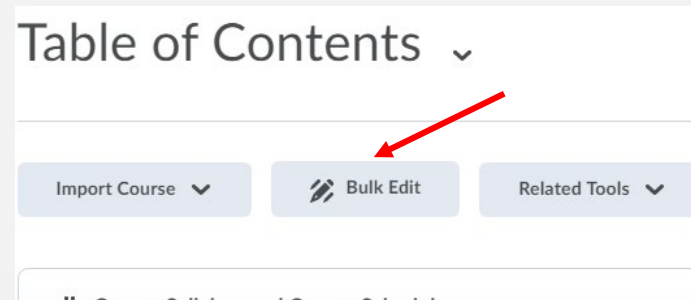 Table of Contents
Import Course
Bulk Edit
Related Tools